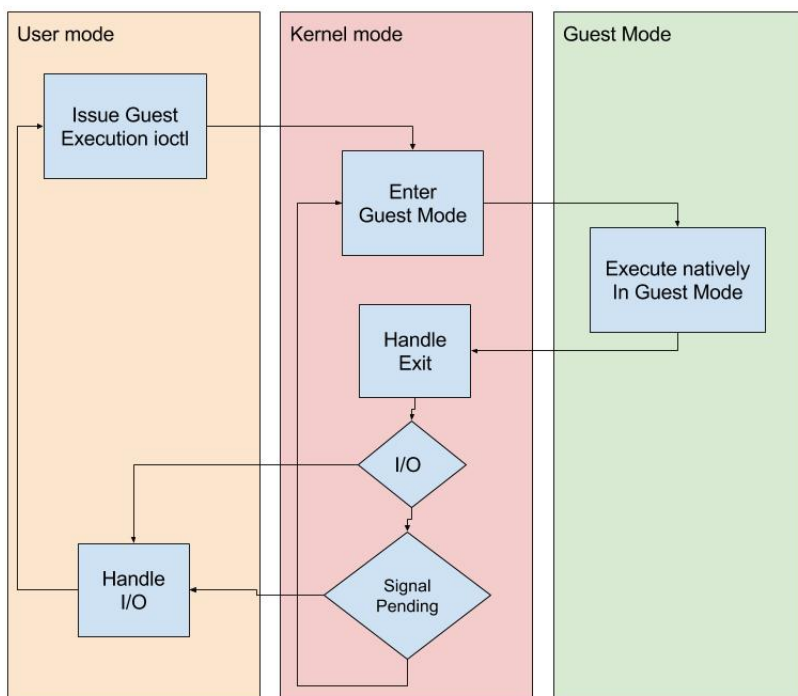 User mode
Kernel mode
Guest Mode
Issue Guest
Execution ioctl
Enter
Guest Mode
Execute natively
In Guest Mode
Handle
Exit
I/O
Handle
I/O
Signal
Pending